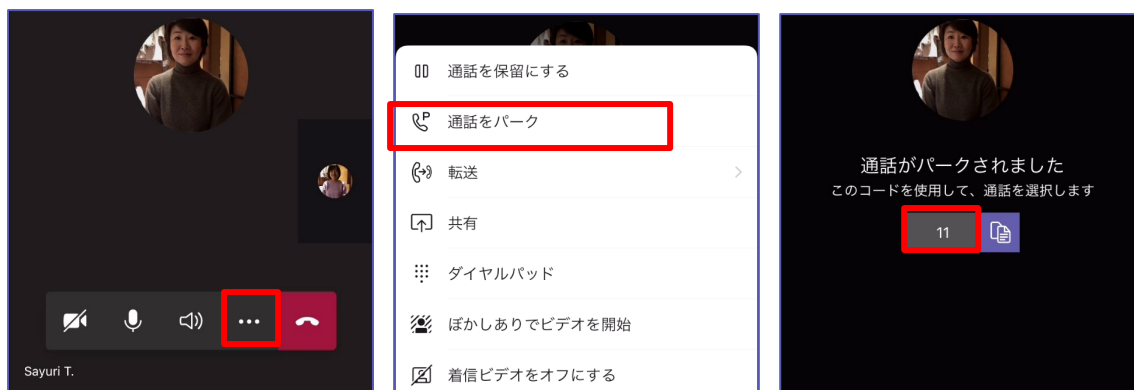 Sayuri T.
通話を保留にする
通話をパーク
転送
共有
ダイヤルパッド
ぼかしありでビデオを開始
着信ビデオをオフにする
通話がパークされました
このコードを使用して、通話を選択します
11